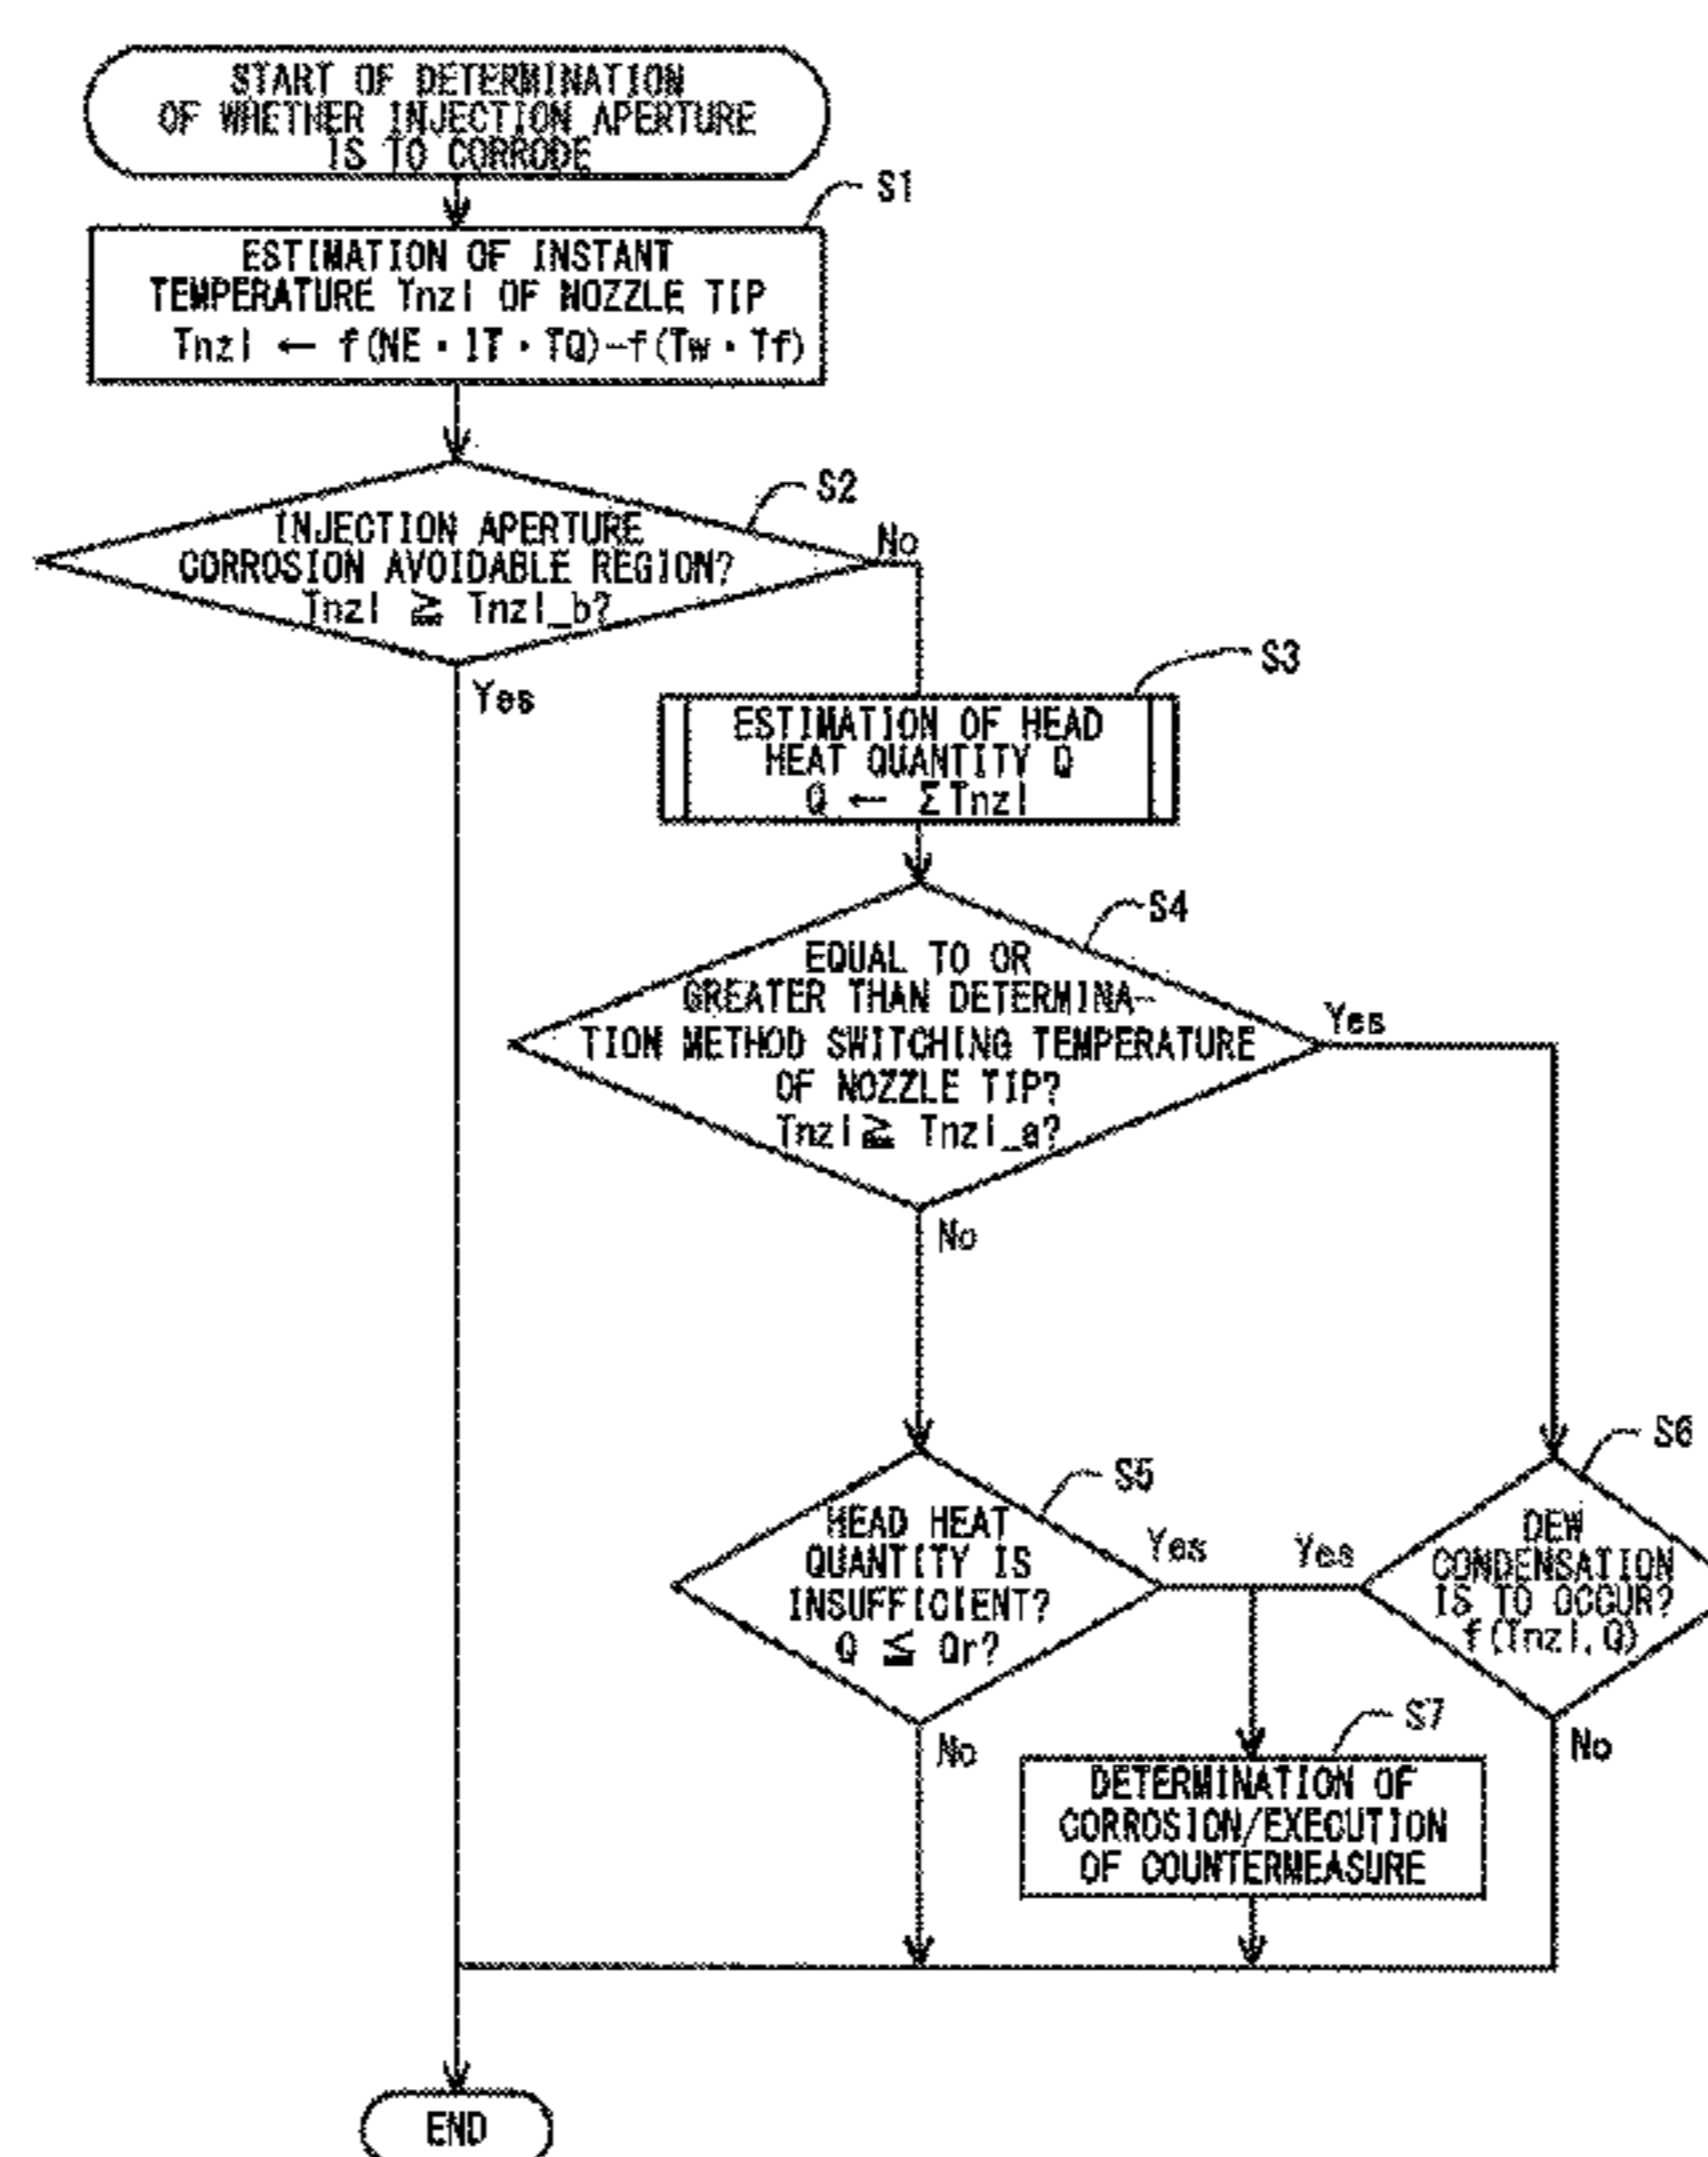 START OF DETERMINATION
OF WHETHER INJECTION APERTURE
IS TO CORRODE
S1
ESTIMATION OF INSTANT
TEMPERATURE Tnzl OF NOZZLE TIP
Tnzl ← f(NE・IT・TQ)-f(Tw・Tf)
S2
INJECTION APERTURE
CORROSION AVOIDABLE REGION?
Tnzl ≧ Tnzl_b?
No
Yes
S3
ESTIMATION OF HEAD
HEAT QUANTITY Q
Q ← ΣTnzl
S4
EQUAL TO OR
GREATER THAN DETERMINA-
TION METHOD SWITCHING TEMPERATURE
OF NOZZLE TIP?
Tnzl≧ Tnzl_a?
Yes
No
S5
HEAD HEAT
QUANTITY IS
INSUFFICIENT?
Q ≦ Qr?
Yes
No
S6
DEW
CONDENSATION
IS TO OCCUR?
f(Tnzl,Q)
Yes
No
S7
DETERMINATION OF
CORROSION/EXECUTION
OF COUNTERMEASURE
END